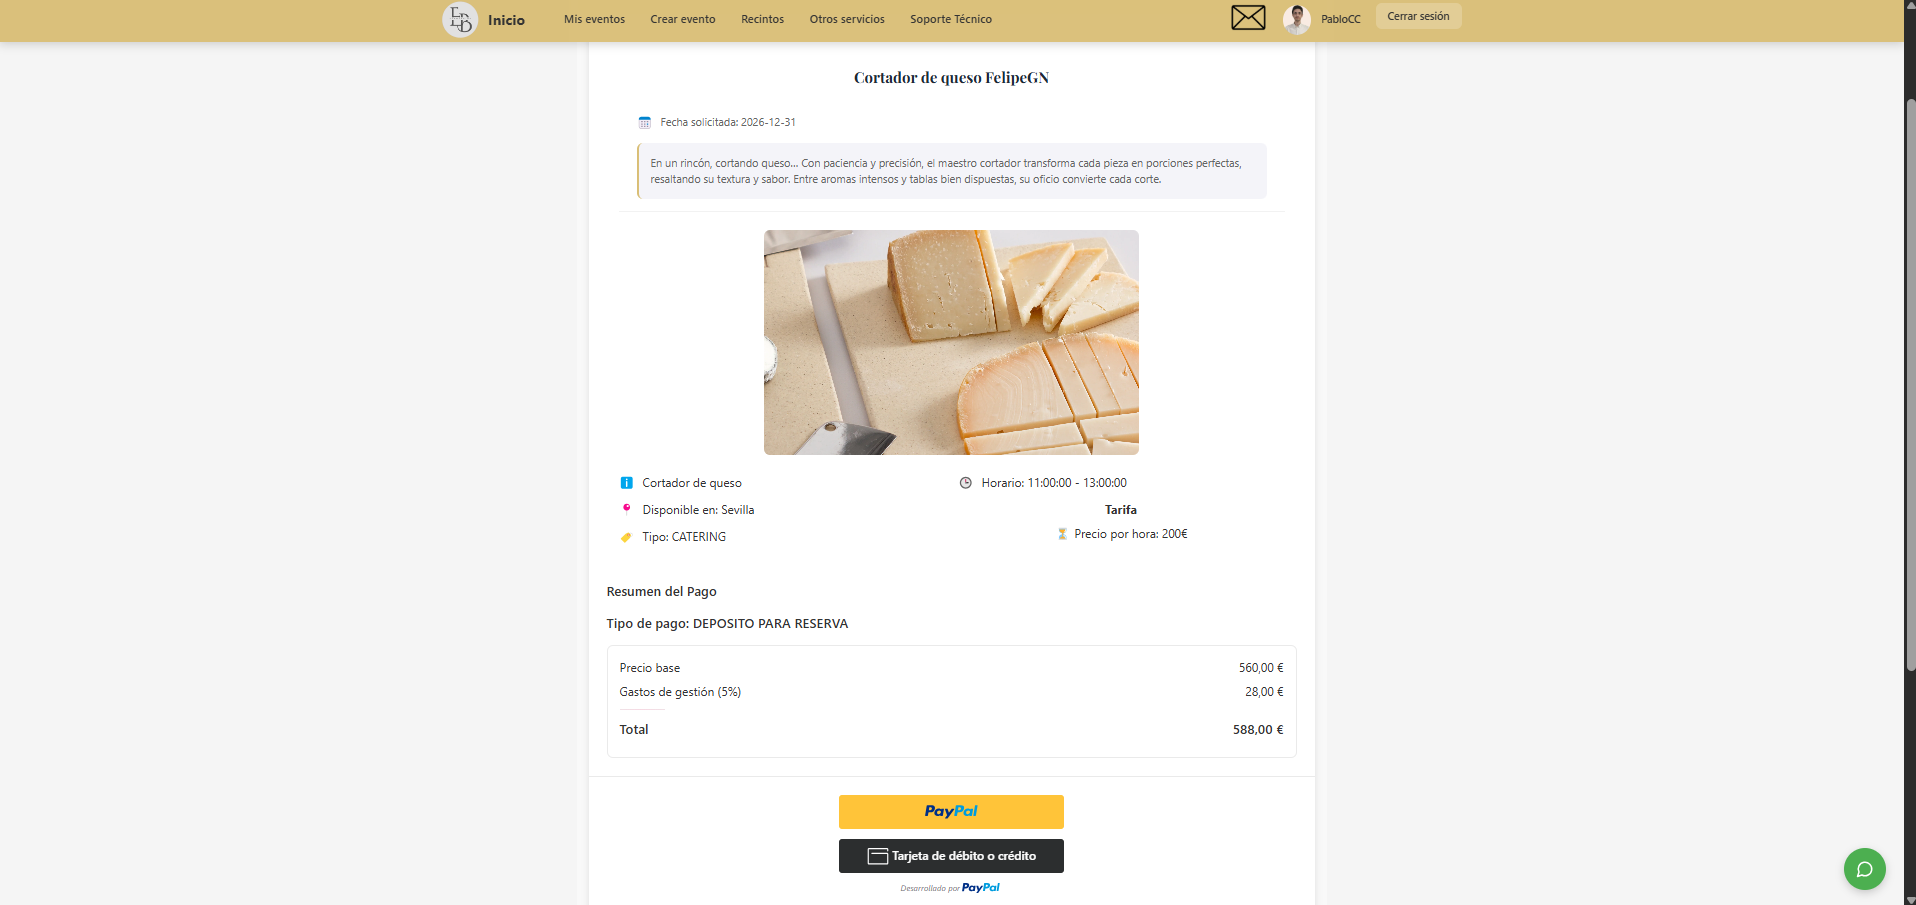 Inicio
Mis eventos
Crear evento
Recintos
Otros servicios
Soporte Técnico
PabloCC
Cerrar sesión
Cortador de queso FelipeGN
Fecha solicitada: 2026-12-31
En un rincón, cortando queso... Con paciencia y precisión, el maestro cortador transforma cada pieza en porciones perfectas,
resaltando su textura y sabor. Entre aromas intensos y tablas bien dispuestas, su oficio convierte cada corte.
Cortador de queso
Disponible en: Sevilla
Tipo: CATERING
Horario: 11:00:00 - 13:00:00
Tarifa
Precio por hora: 200€
Resumen del Pago
Tipo de pago: DEPOSITO PARA RESERVA
Precio base 560,00 €
Gastos de gestión (5%) 28,00 €
Total 588,00 €
PayPal
Tarjeta de débito o crédito
Desarrollado por PayPal